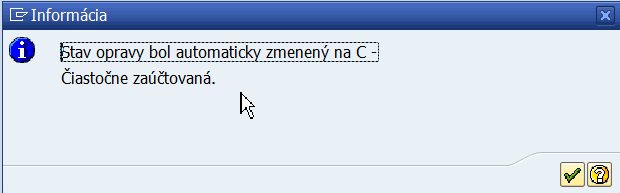 Informácia
Stav opravy bol automaticky zmenený na C -
Čiastočne zaúčtovaná.